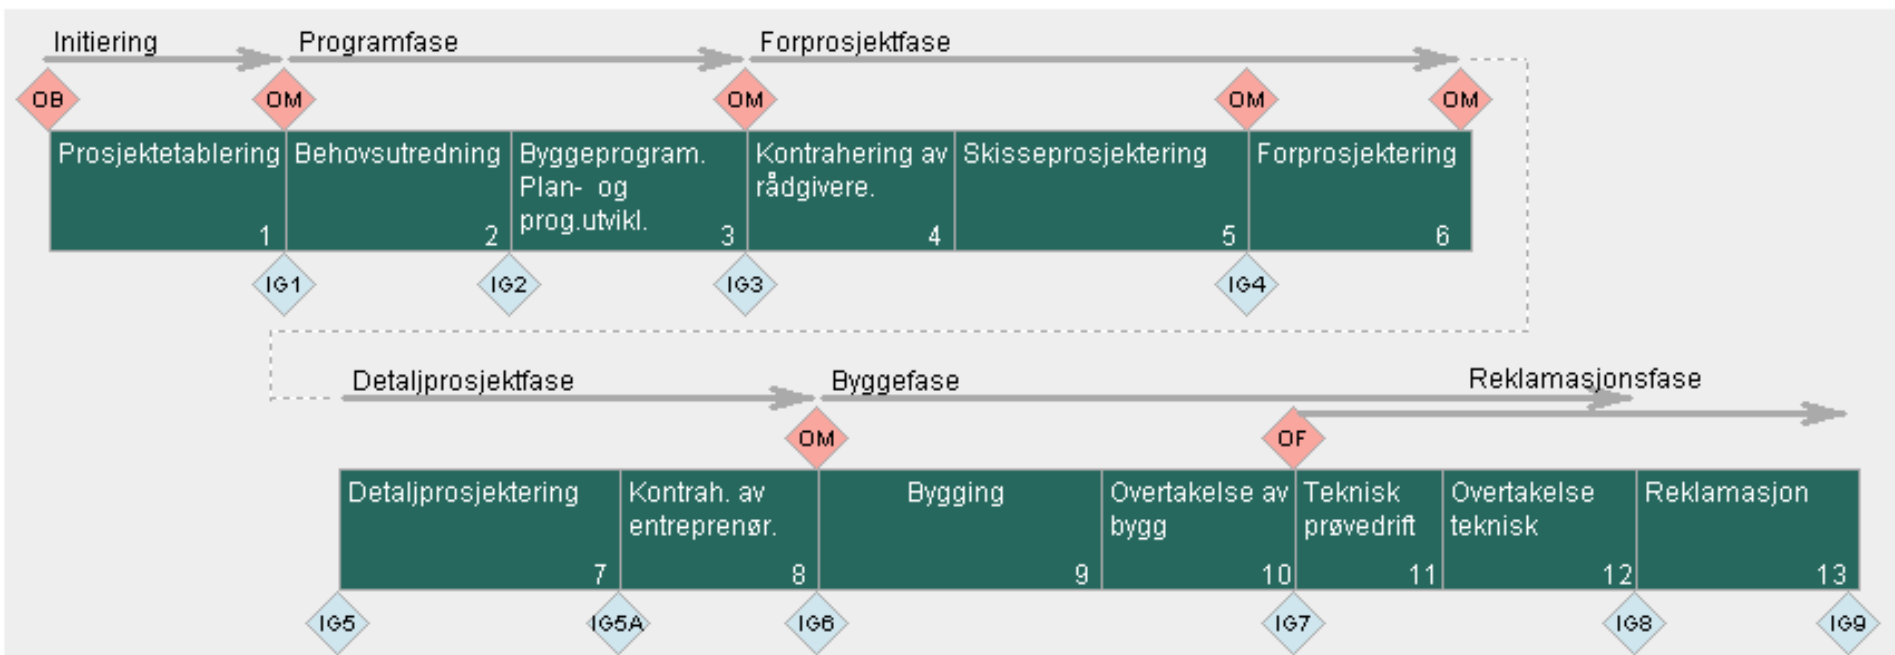 Initiering
Programfase
Forprosjektfase
OB
OM
OM
OM
OM
Prosjektetablering
1
Behovsutredning
2
Byggeprogram.
Plan- og
prog.utvikl.
3
Kontrahering av
rådgivere.
4
Skisseprosjektering
5
Forprosjektering
6
IG1
IG2
IG3
IG4
Detaljprosjektfase
Byggefase
Reklamasjonsfase
OM
OF
Detaljprosjektering
7
Kontrah. av
entreprenør.
8
Bygging
9
Overtakelse av
bygg
10
Teknisk
prøvedrift
11
Overtakelse
teknisk
12
Reklamasjon
13
IG5
IG5A
IG6
IG7
IG8
IG9